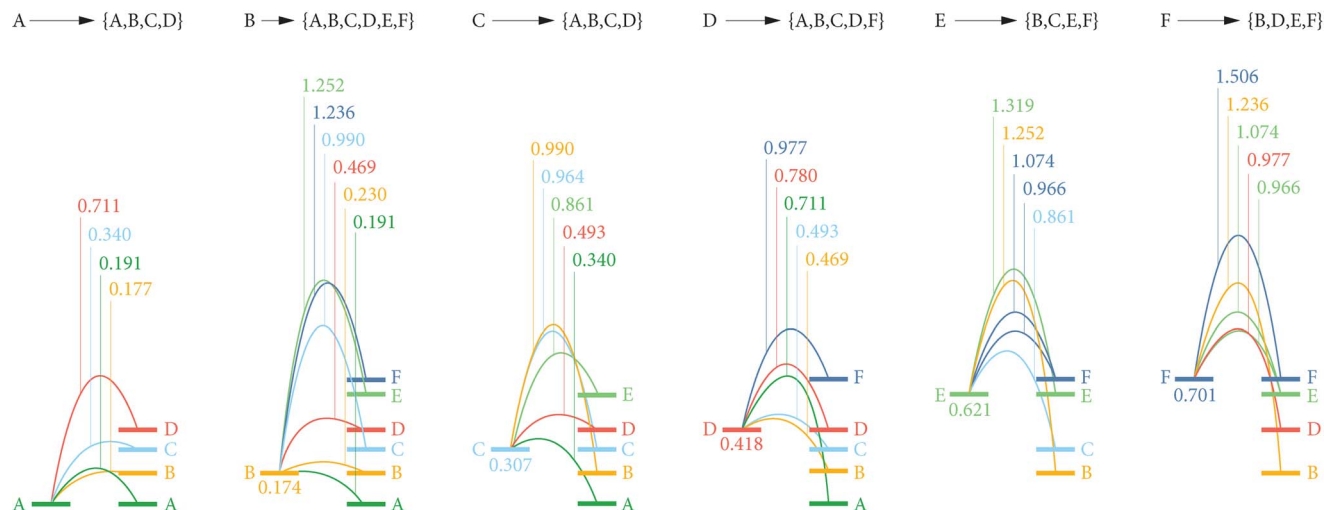 A → {A,B,C,D}
B → {A,B,C,D,E,F}
C → {A,B,C,D}
D → {A,B,C,D,F}
E → {B,C,E,F}
F → {B,D,E,F}
0.711
0.340
0.191
0.177
D
C
B
A
A
1.252
1.236
0.990
0.469
0.230
0.191
F
E
D
C
B
B
0.174
A
0.990
0.964
0.861
0.493
0.340
E
D
C
C
0.307
B
A
0.977
0.780
0.711
0.493
0.469
F
D
D
0.418
C
B
A
1.319
1.252
1.074
0.966
0.861
F
E
E
0.621
C
B
1.506
1.236
1.074
0.977
0.966
F
F
0.701
E
D
B